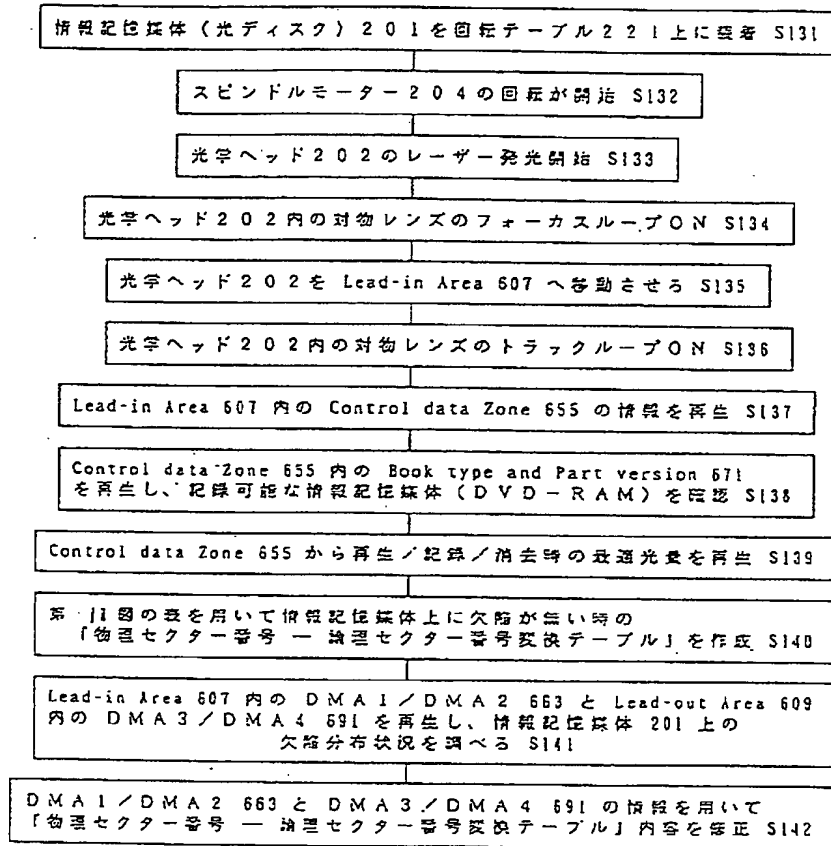 情報記憶媒体(光ディスク)201を回転テーブル221上に装着 S131
スピンドルモーター204の回転が開始 S132
光学ヘッド202のレーザー発光開始 S133
光学ヘッド202内の対物レンズのフォーカスループON S134
光学ヘッド202を Lead-in Area 607 へ移動させる S135
光学ヘッド202内の対物レンズのトラックループON S136
Lead-in Area 607 内の Control data Zone 655 の情報を再生 S137
Control data Zone 655 内の Book type and Part version 671
を再生し、記録可能な情報記憶媒体(DVD-RAM)を確認 S138
Control data Zone 655 から再生/記録/消去時の最適光量を再生 S139
第11図の表を用いて情報記憶媒体上に欠陥が無い時の
「物理セクター番号 ― 論理セクター番号変換テーブル」を作成 S140
Lead-in Area 607 内の DMA1/DMA2 663 と Lead-out Area 609
内の DMA3/DMA4 691 を再生し、情報記憶媒体 201 上の
欠陥分布状況を調べる S141
DMA1/DMA2 663 と DMA3/DMA4 691 の情報を用いて
「物理セクター番号 ― 論理セクター番号変換テーブル」内容を修正 S142